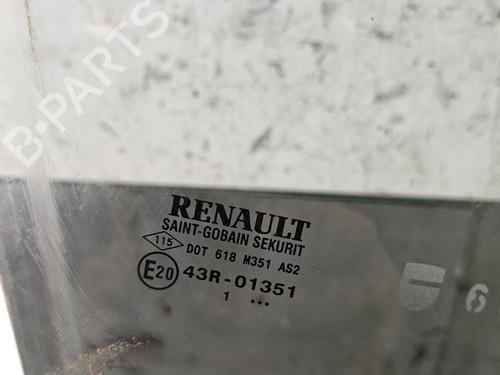 B-PARTS
RENAULT
SAINT-GOBAIN SEKURIT
115 DOT 618 M351 AS2
E20 43R-01351
1 ...
6